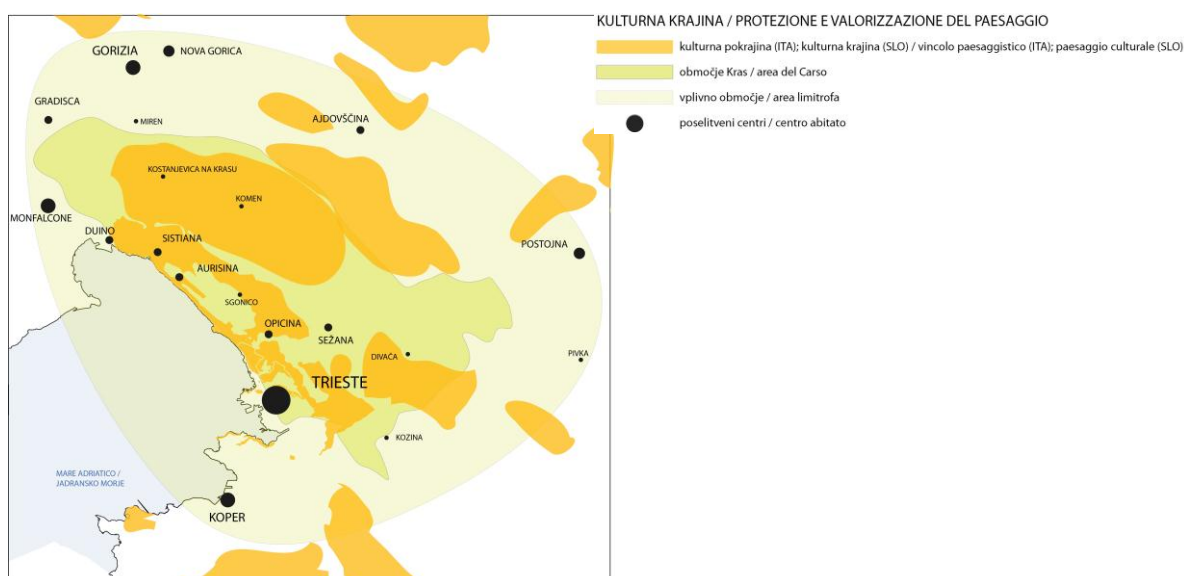 KULTURNA KRAJINA / PROTEZIONE E VALORIZZAZIONE DEL PAESAGGIO
kulturna pokrajina (ITA); kulturna krajina (SLO) / vincolo paesaggistico (ITA); paesaggio culturale (SLO)
območje Kras / area del Carso
vplivno območje / area limitrofa
poselitveni centri / centro abitato
GORIZIA
NOVA GORICA
GRADISCA
MIREN
AJDOVŠČINA
KOSTANJEVICA NA KRASU
KOMEN
MONFALCONE
DUINO
SISTIANA
POSTOJNA
AURISINA
SGONICO
OPICINA
SEŽANA
DIVAČA
PIVKA
TRIESTE
KOZINA
MARE ADRIATICO /
JADRANSKO MORJE
KOPER